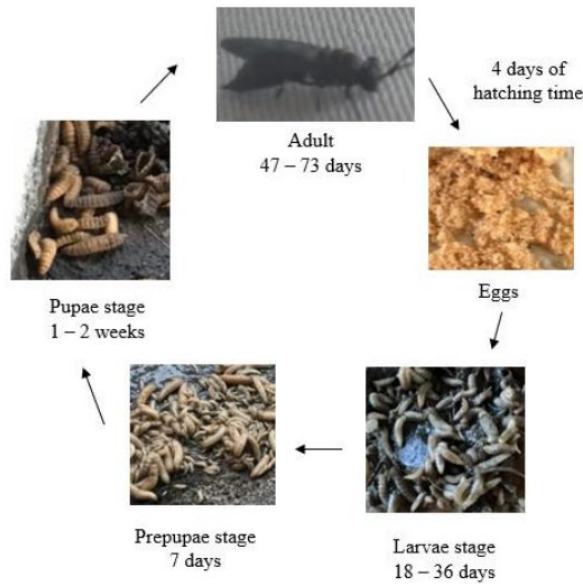 Adult
47 – 73 days
4 days of
hatching time
Eggs
Larvae stage
18 – 36 days
Prepupae stage
7 days
Pupae stage
1 – 2 weeks